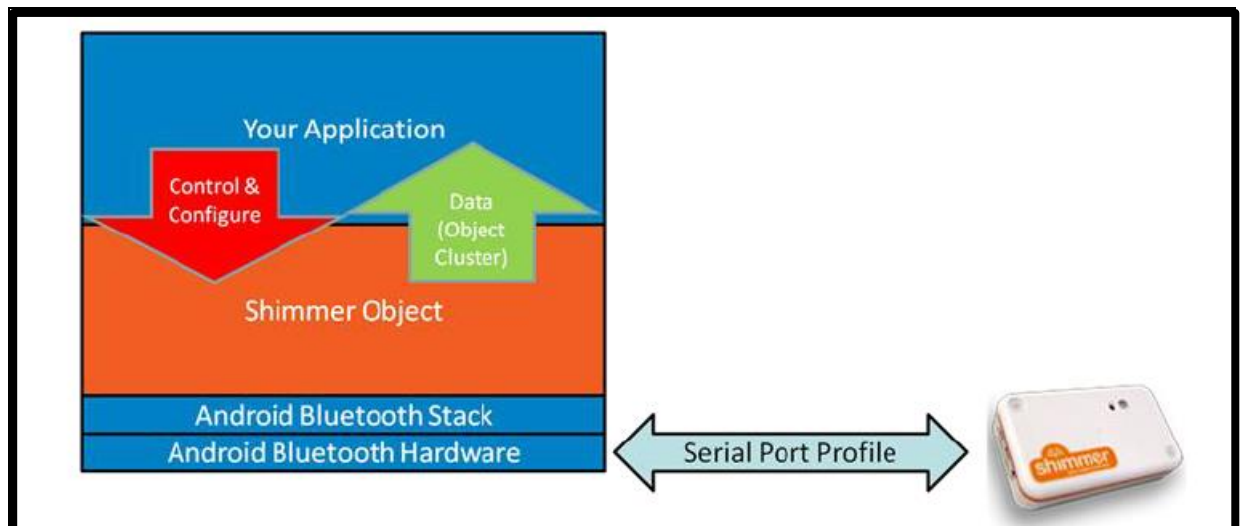 Your Application
Control &
Configure
Data
(Object
Cluster)
Shimmer Object
Android Bluetooth Stack
Android Bluetooth Hardware
Serial Port Profile
shimmer